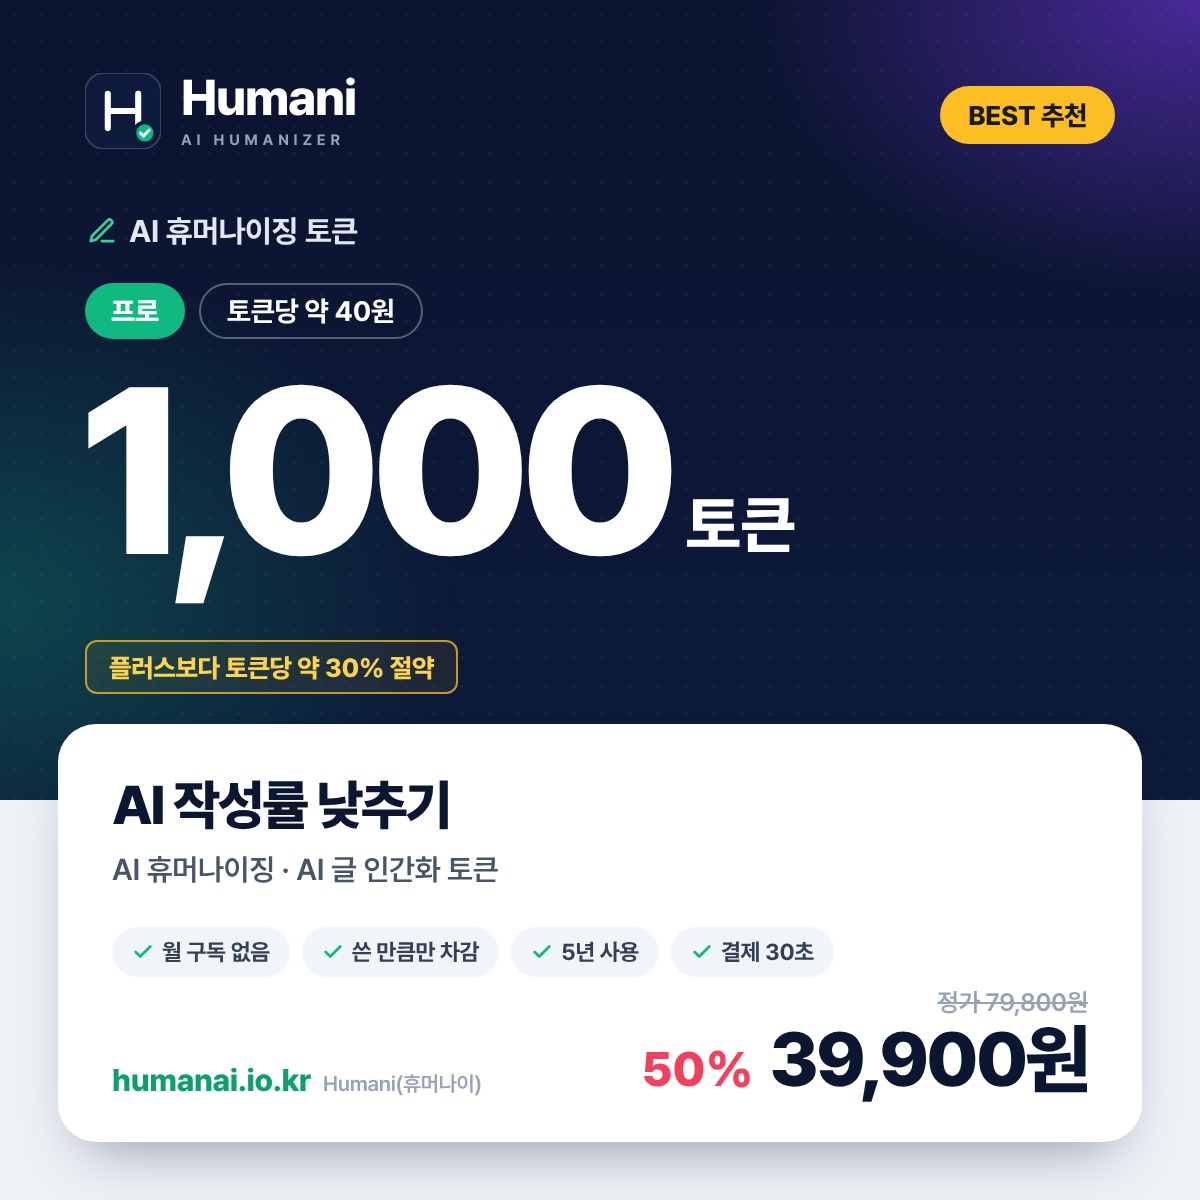 Humani
AI HUMANIZER
BEST 추천
AI 휴머나이징 토큰
프로
토큰당 약 40원
1,000 토큰
플러스보다 토큰당 약 30% 절약
AI 작성률 낮추기
AI 휴머나이징 · AI 글 인간화 토큰
월 구독 없음
쓴 만큼만 차감
5년 사용
결제 30초
정가 79,800원
50% 39,900원
humanai.io.kr Humani(휴머나이)